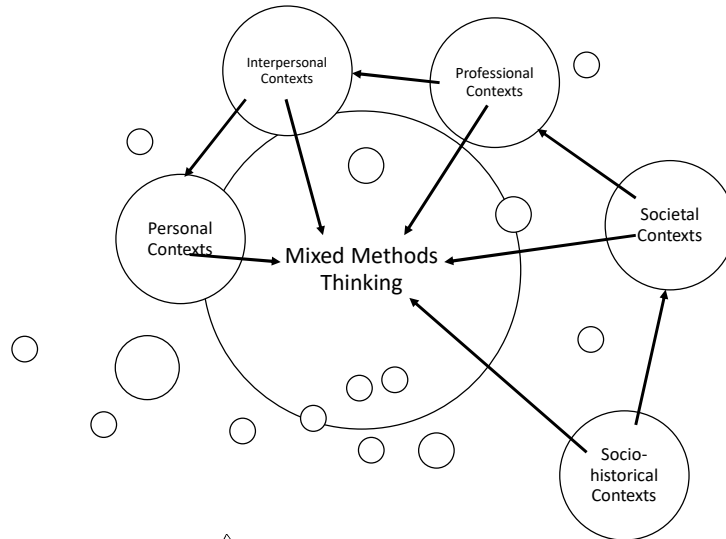 Interpersonal
Contexts
Professional
Contexts
Personal
Contexts
Societal
Contexts
Mixed Methods
Thinking
Socio-
historical
Contexts